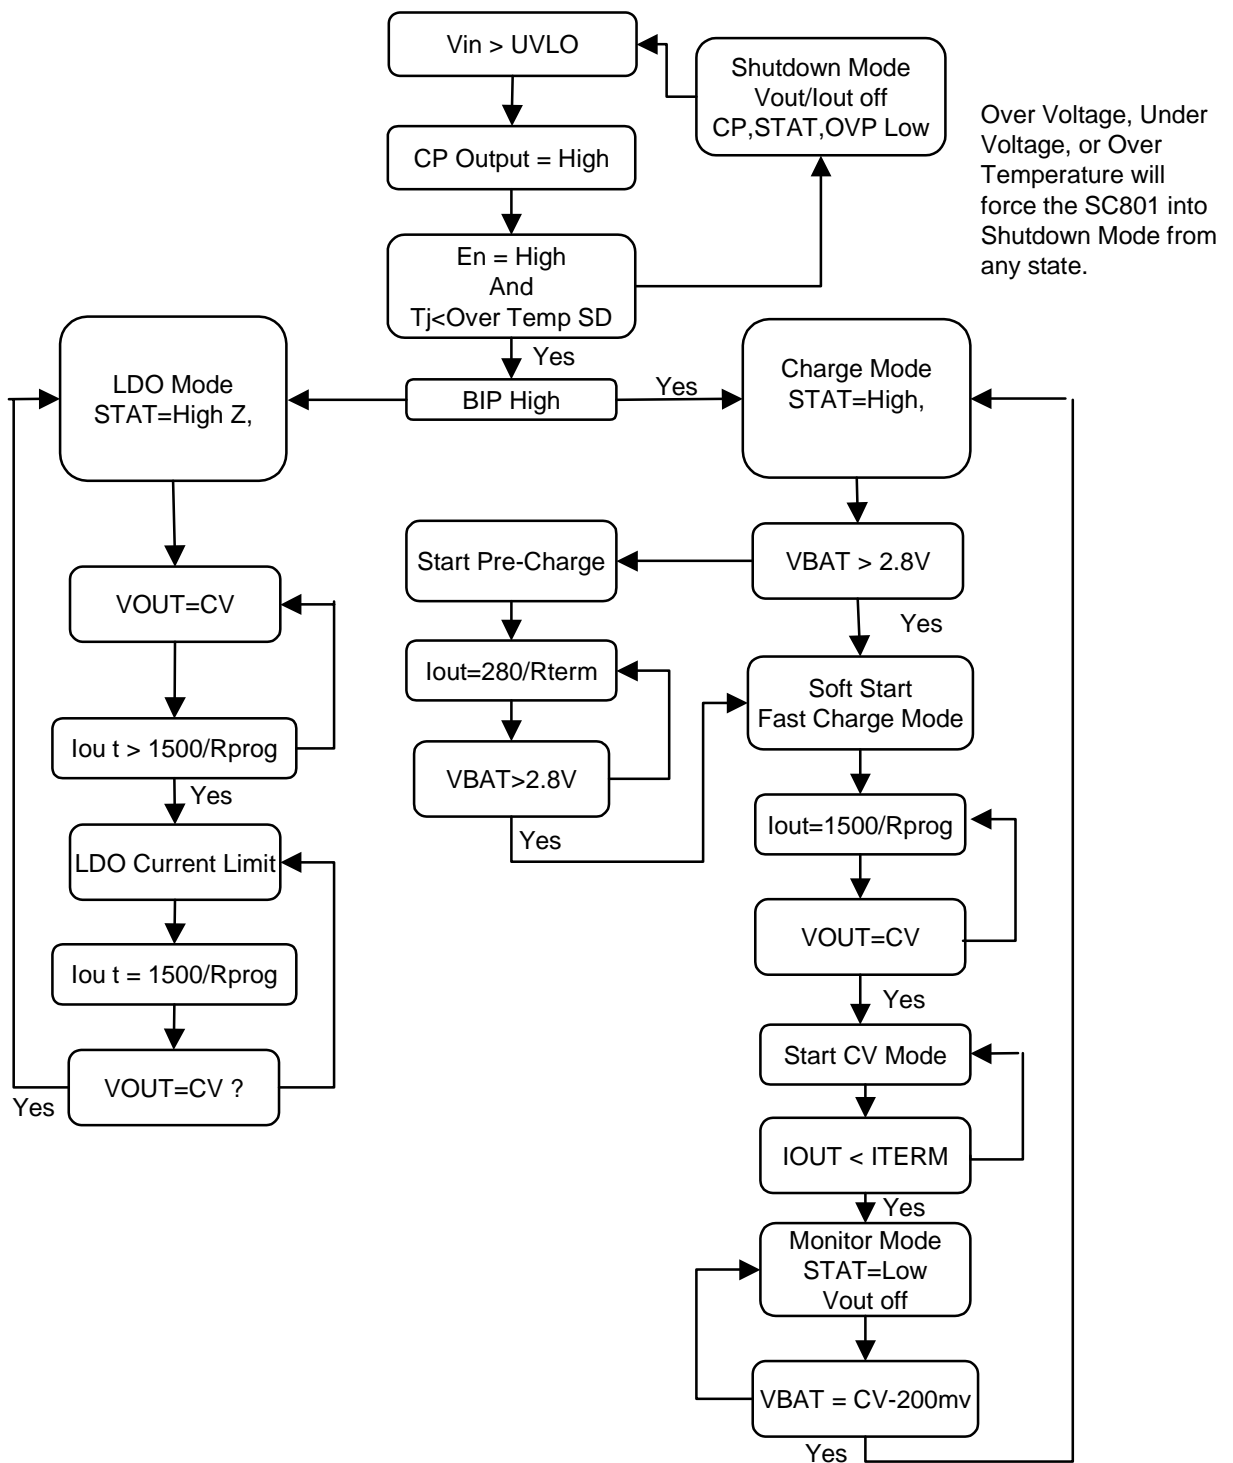 Vin > UVLO
Shutdown Mode
Vout/Iout off
CP,STAT,OVP Low
Over Voltage, Under
Voltage, or Over
Temperature will
force the SC801 into
Shutdown Mode from
any state.
CP Output = High
En = High
And
Tj<Over Temp SD
Yes
BIP High
Yes
LDO Mode
STAT=High Z,
Charge Mode
STAT=High,
VOUT=CV
Iou t > 1500/Rprog
Yes
LDO Current Limit
Iou t = 1500/Rprog
VOUT=CV ?
Yes
Start Pre-Charge
Iout=280/Rterm
VBAT>2.8V
Yes
VBAT > 2.8V
Yes
Soft Start
Fast Charge Mode
Iout=1500/Rprog
VOUT=CV
Yes
Start CV Mode
IOUT < ITERM
Yes
Monitor Mode
STAT=Low
Vout off
VBAT = CV-200mv
Yes